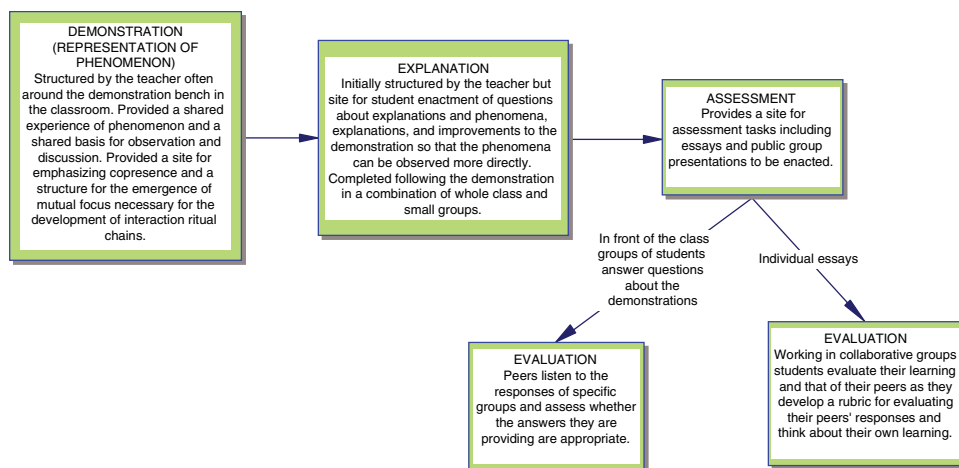 DEMONSTRATION
(REPRESENTATION OF
PHENOMENON)
Structured by the teacher often
around the demonstration bench in
the classroom. Provided a shared
experience of phenomenon and a
shared basis for observation and
discussion. Provided a site for
emphasizing copresence and a
structure for the emergence of
mutual focus necessary for the
development of interaction ritual
chains.
EXPLANATION
Initially structured by the teacher but
site for student enactment of questions
about explanations and phenomena,
explanations, and improvements to the
demonstration so that the phenomena
can be observed more directly.
Completed following the demonstration
in a combination of whole class and
small groups.
ASSESSMENT
Provides a site for
assessment tasks including
essays and public group
presentations to be enacted.
In front of the class
groups of students
answer questions
about the
demonstrations
Individual essays
EVALUATION
Peers listen to the
responses of specific
groups and assess whether
the answers they are
providing are appropriate.
EVALUATION
Working in collaborative groups
students evaluate their learning
and that of their peers as they
develop a rubric for evaluating
their peers' responses and
think about their own learning.